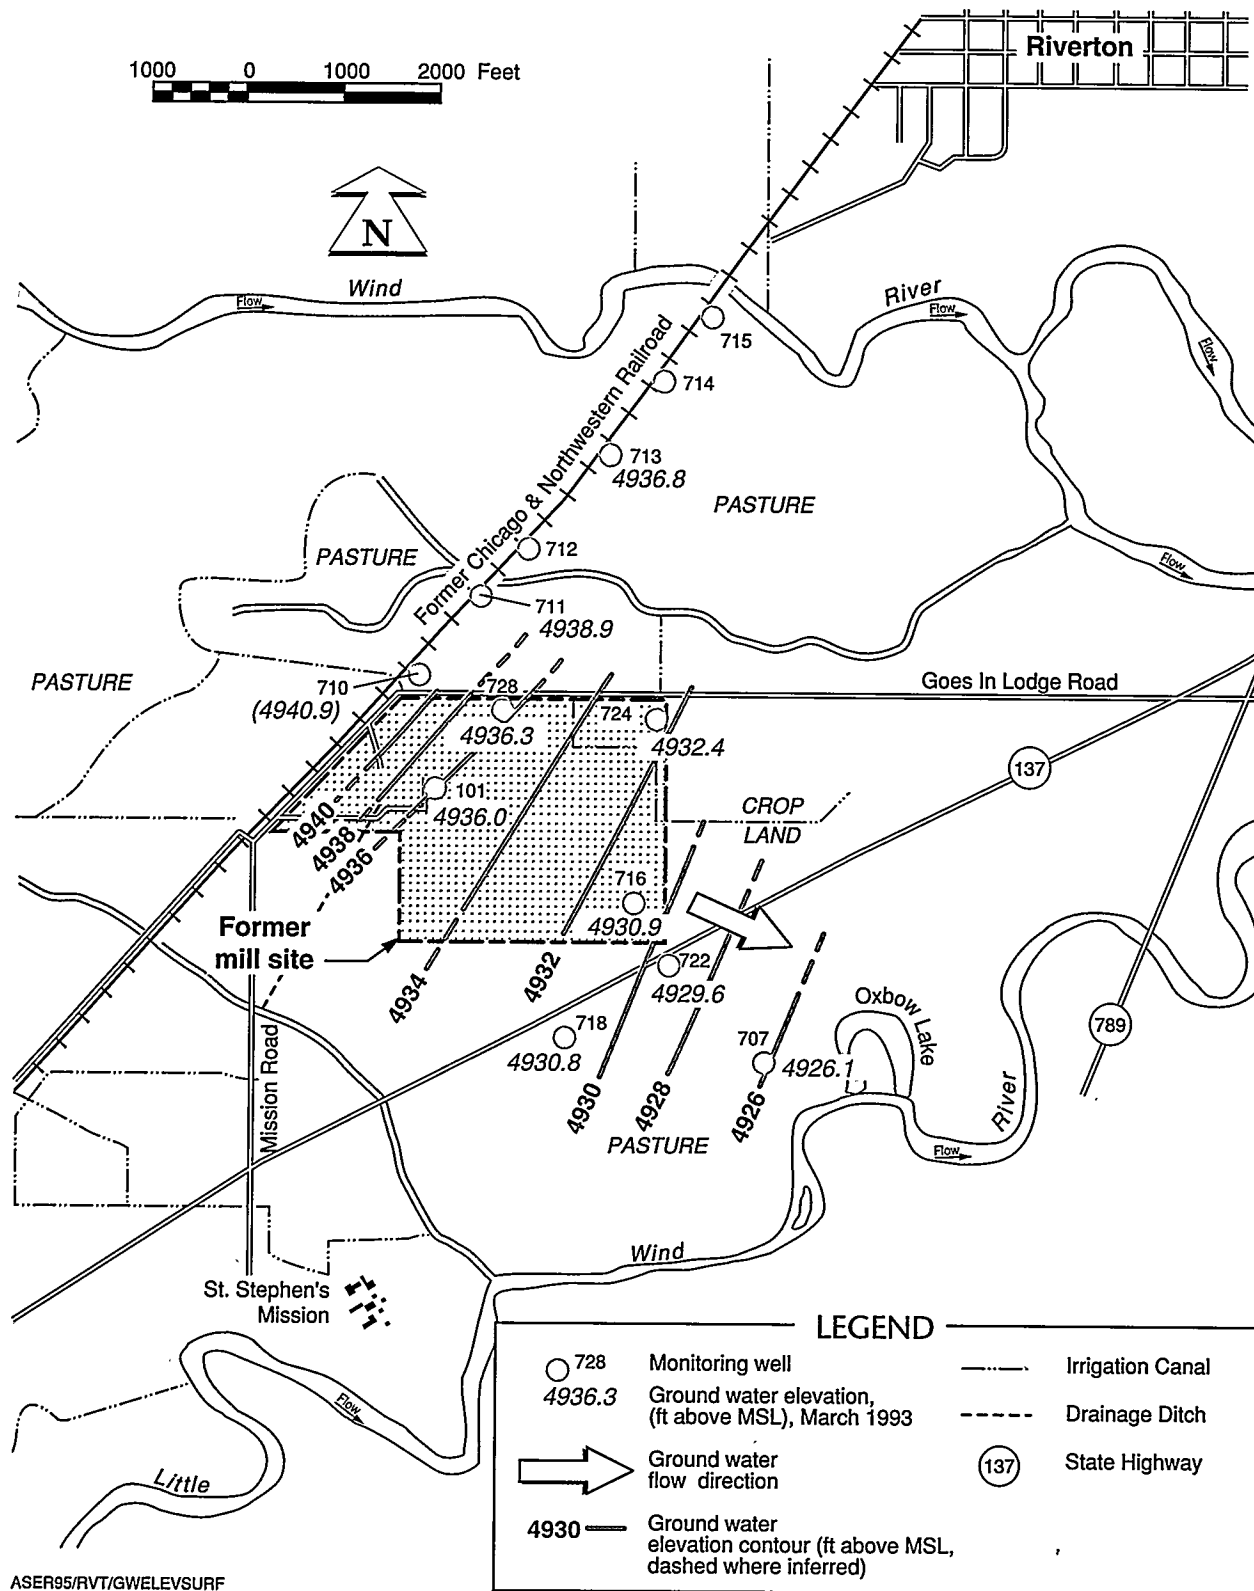 Riverton
1000 0 1000 2000 Feet
N
Wind
River
Flow
Flow
Flow
715
714
713
4936.8
Former Chicago & Northwestern Railroad
PASTURE
712
PASTURE
Flow
711
4938.9
PASTURE
710
(4940.9)
728
4936.3
724
4932.4
Goes In Lodge Road
137
101
4936.0
4940
4938
4936
CROP
LAND
716
4930.9
Former
mill site
4934
4932
722
4929.6
718
4930.8
707
4926.1
Oxbow Lake
789
4930
4928
4926
Mission Road
PASTURE
River
Flow
Wind
St. Stephen's
Mission
Flow
Little
LEGEND
728 Monitoring well
4936.3 Ground water elevation,
(ft above MSL), March 1993
Ground water
flow direction
4930 Ground water
elevation contour (ft above MSL,
dashed where inferred)
Irrigation Canal
Drainage Ditch
137 State Highway
ASER95/RVT/GWELEVSURF